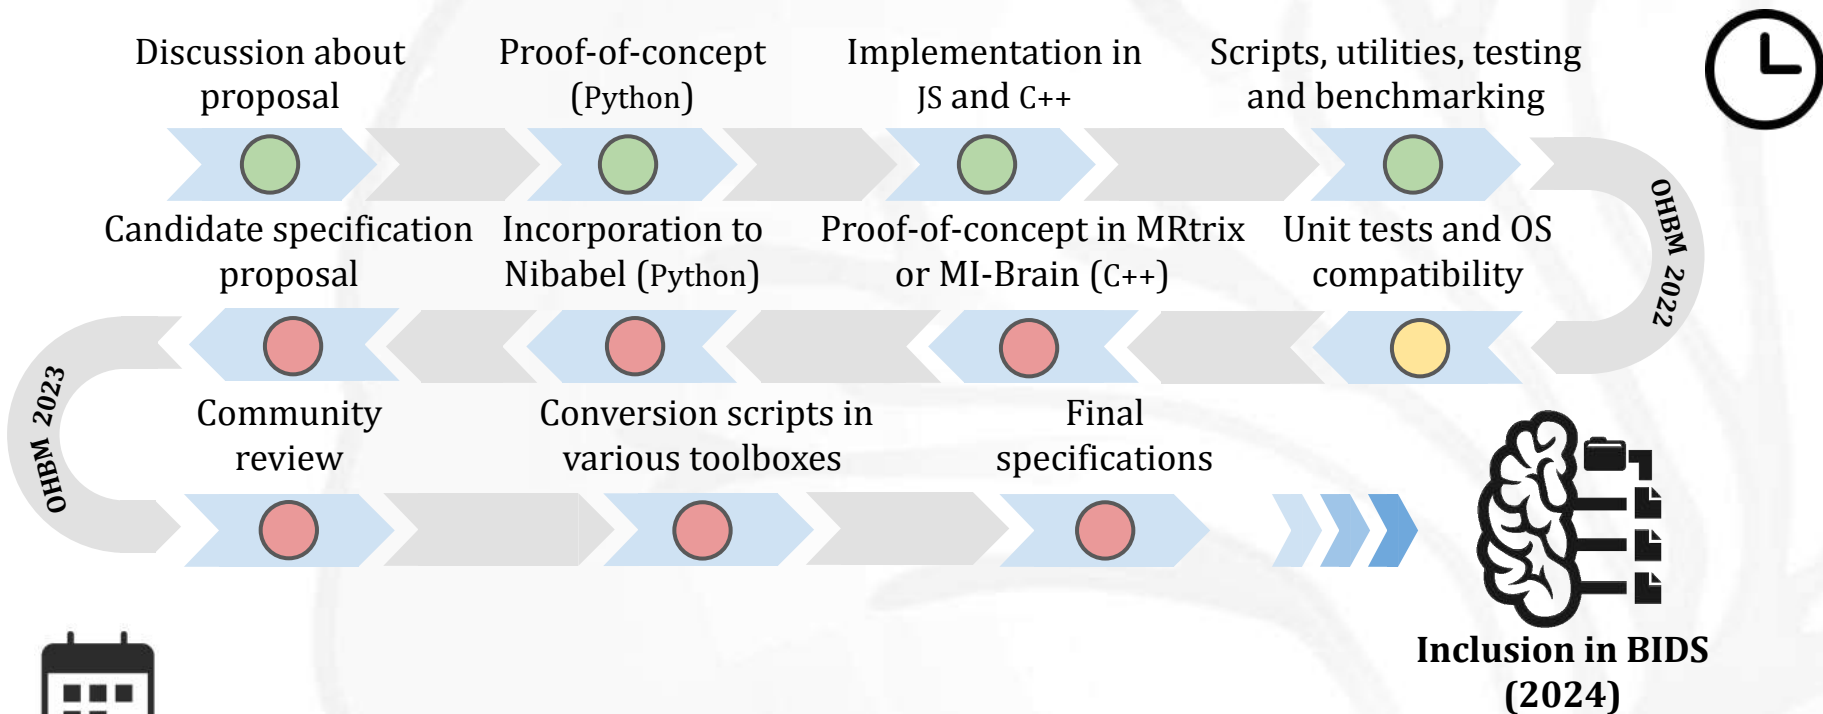 Discussion about
proposal
Proof-of-concept
(Python)
Implementation in
JS and C++
Scripts, utilities, testing
and benchmarking
OHBM 2022
Unit tests and OS
compatibility
Proof-of-concept in MRtrix
or MI-Brain (C++)
Incorporation to
Nibabel (Python)
Candidate specification
proposal
OHBM 2023
Community
review
Conversion scripts in
various toolboxes
Final
specifications
Inclusion in BIDS
(2024)